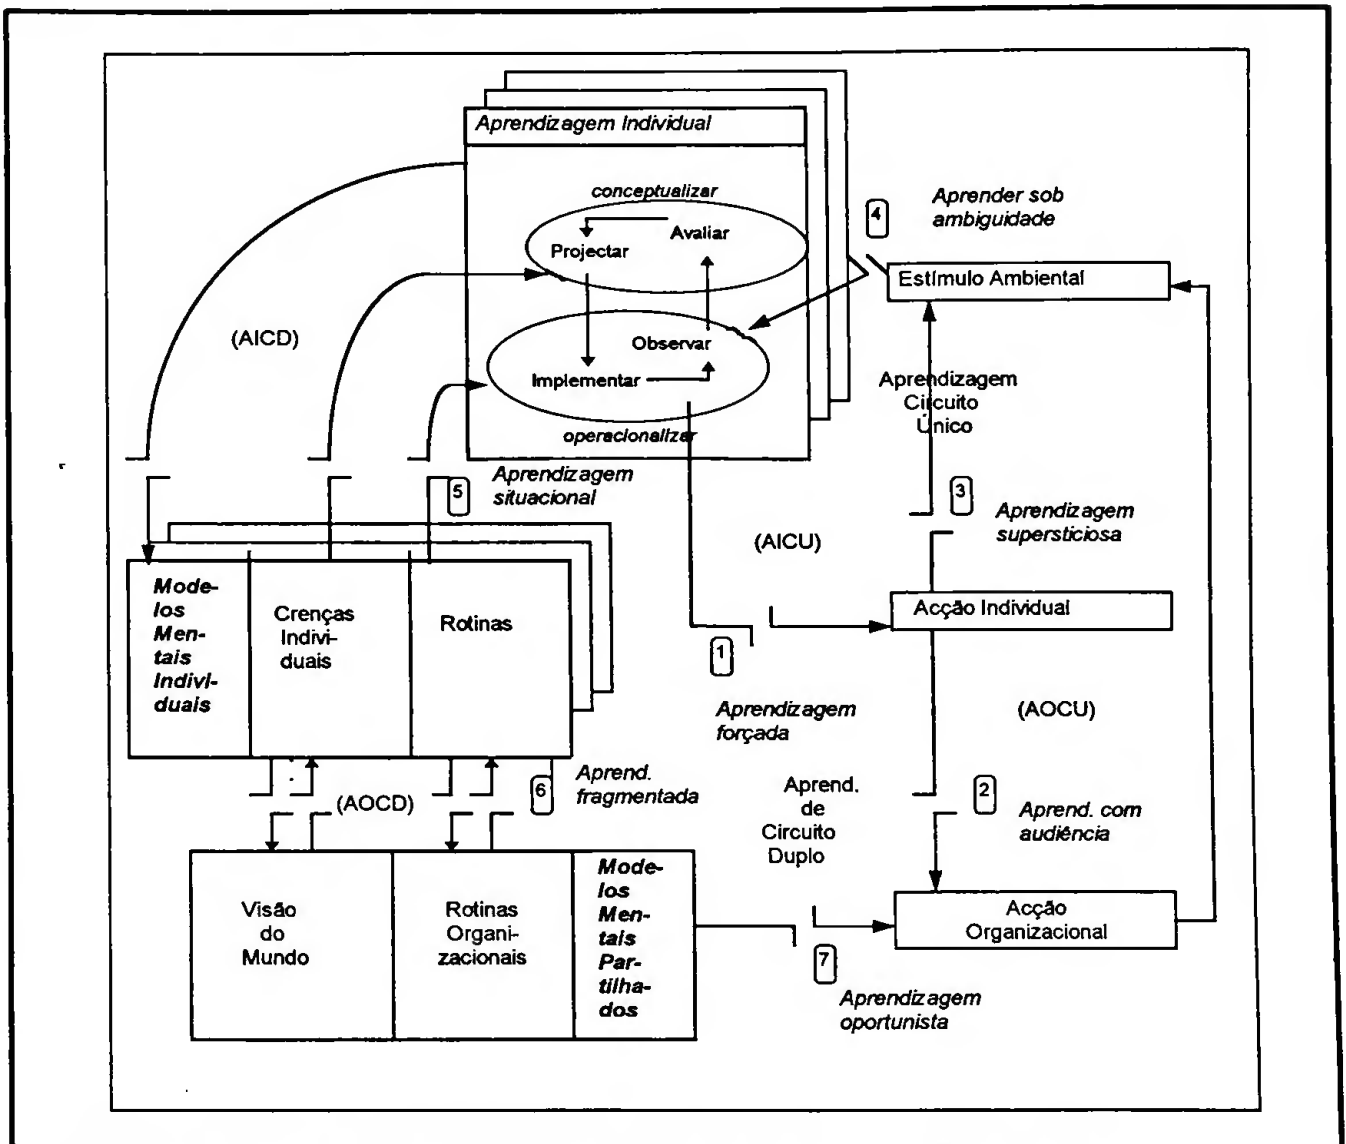 Aprendizagem Individual
conceptualizar
Avaliar
Projectar
Observar
Implementar
operacionalizar
4
Aprender sob
ambiguidade
Estímulo Ambiental
(AICD)
Aprendizagem
Circuito
Único
5
Aprendizagem
situacional
3
Aprendizagem
supersticiosa
(AICU)
Mode-
los
Men-
tais
Indivi-
duais
Crenças
Indivi-
duais
Rotinas
Acção Individual
1
Aprendizagem
forçada
(AOCU)
6
Aprend.
fragmentada
(AOCD)
Aprend.
de
Circuito
Duplo
2
Aprend. com
audiência
Visão
do
Mundo
Rotinas
Organi-
zacionais
Mode-
los
Men-
tais
Par-
tilha-
dos
Acção
Organizacional
7
Aprendizagem
oportunista